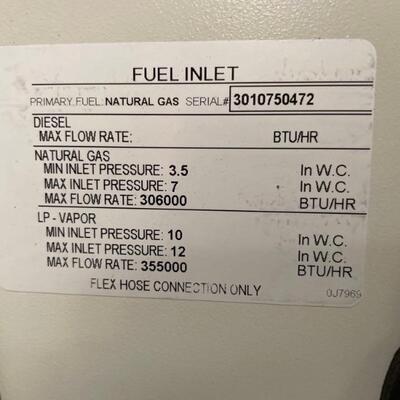 FUEL INLET
PRIMARY FUEL: NATURAL GAS SERIAL# 3010750472
DIESEL
MAX FLOW RATE: BTU/HR
NATURAL GAS
MIN INLET PRESSURE: 3.5 In W.C.
MAX INLET PRESSURE: 7 In W.C.
MAX FLOW RATE: 306000 BTU/HR
LP - VAPOR
MIN INLET PRESSURE: 10 In W.C.
MAX INLET PRESSURE: 12 In W.C.
MAX FLOW RATE: 355000 BTU/HR
FLEX HOSE CONNECTION ONLY 0J7969